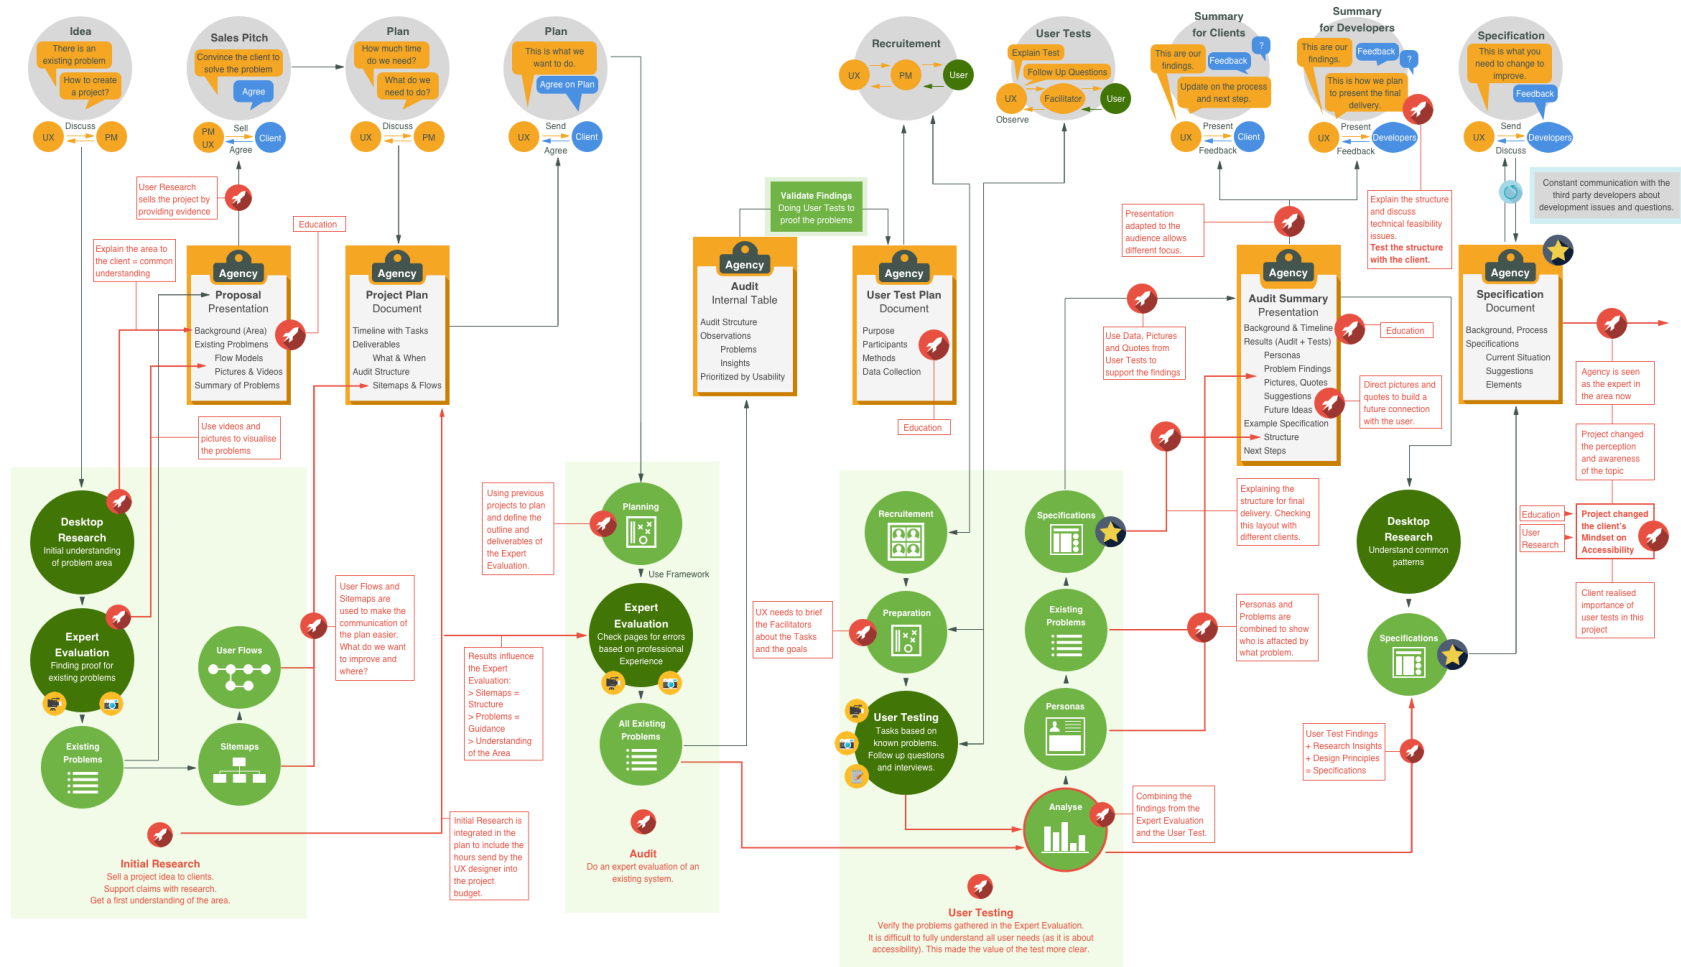 Idea
There is an
existing problem
How to create
a project?
UX
Discuss
PM
Sales Pitch
Convince the client to
solve the problem
Agree
PM
UX
Sell
Agree
Client
Plan
How much time
do we need?
What do we
need to do?
UX
Discuss
PM
Plan
This is what we
want to do.
Agree on Plan
UX
Send
Agree
Client
Recruitement
UX
PM
User
User Tests
Explain Test
Follow Up Questions
UX
Facilitator
User
Observe
Summary
for Clients
This are our
findings.
Feedback
?
Update on the process
and next step.
UX
Present
Feedback
Client
Summary
for Developers
This are our
findings.
Feedback
?
This is how we plan
to present the final
delivery.
UX
Present
Feedback
Developers
Specification
This is what you
need to change to
improve.
Feedback
UX
Send
Discuss
Developers
User Research
sells the project by
providing evidence
Education
Explain the area to
the client = common
understanding
Validate Findings
Doing User Tests to
proof the problems
Presentation
adapted to the
audience allows
different focus.
Explain the structure
and discuss
technical feasibility
issues.
Test the structure
with the client.
Constant communication with the
third party developers about
development issues and questions.
Agency
Proposal
Presentation
Background (Area)
Existing Problmens
Flow Models
Pictures & Videos
Summary of Problems
Agency
Project Plan
Document
Timeline with Tasks
Deliverables
What & When
Audit Structure
Sitemaps & Flows
Agency
Audit
Internal Table
Audit Strcuture
Observations
Problems
Insights
Prioritized by Usability
Agency
User Test Plan
Document
Purpose
Participants
Methods
Data Collection
Education
Use Data, Pictures
and Quotes from
User Tests to
support the findings
Agency
Audit Summary
Presentation
Background & Timeline
Results (Audit + Tests)
Personas
Problem Findings
Pictures, Quotes
Suggestions
Future Ideas
Example Specification
Structure
Next Steps
Education
Direct pictures and
quotes to build a
future connection
with the user.
Agency
Specification
Document
Background, Process
Specifications
Current Situation
Suggestions
Elements
Agency is seen
as the expert in
the area now
Project changed
the perception
and awareness
of the topic
Education
User
Research
Project changed
the client's
Mindset on
Accessibility
Client realised
importance of
user tests in this
project
Use videos and
pictures to visualise
the problems
Desktop
Research
Initial understanding
of problem area
Expert
Evaluation
Finding proof for
existing problems
Existing
Problems
User Flows
Sitemaps
User Flows and
Sitemaps are
used to make the
communication of
the plan easier.
What do we want
to improve and
where?
Initial Research
Sell a project idea to clients.
Support claims with research.
Get a first understanding of the area.
Results influence
the Expert
Evaluation:
> Sitemaps =
Structure
> Problems =
Guidance
> Understanding
of the Area
Initial Research is
integrated in the
plan to include the
hours send by the
UX designer into
the project
budget.
Using previous
projects to plan
and define the
outline and
deliverables of
the Expert
Evaluation.
Planning
Use Framework
Expert
Evaluation
Check pages for errors
based on professional
Experience
All Existing
Problems
Audit
Do an expert evaluation of an
existing system.
UX needs to brief
the Facilitators
about the Tasks
and the goals
Recruitment
Preparation
User Testing
Tasks based on
known problems.
Follow up questions
and interviews.
Specifications
Existing
Problems
Personas
Analyse
Explaining the
structure for final
delivery. Checking
this layout with
different clients.
Personas and
Problems are
combined to show
who is affacted by
what problem.
Combining the
findings from the
Expert Evaluation
and the User Test.
User Testing
Verify the problems gathered in the Expert Evaluation.
It is difficult to fully understand all user needs (as it is about
accessibility). This made the value of the test more clear.
Desktop
Research
Understand common
patterns
Specifications
User Test Findings
+ Research Insights
+ Design Principles
= Specifications